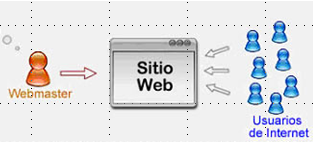 Sitio
Web
Webmaster
Usuarios
de Internet